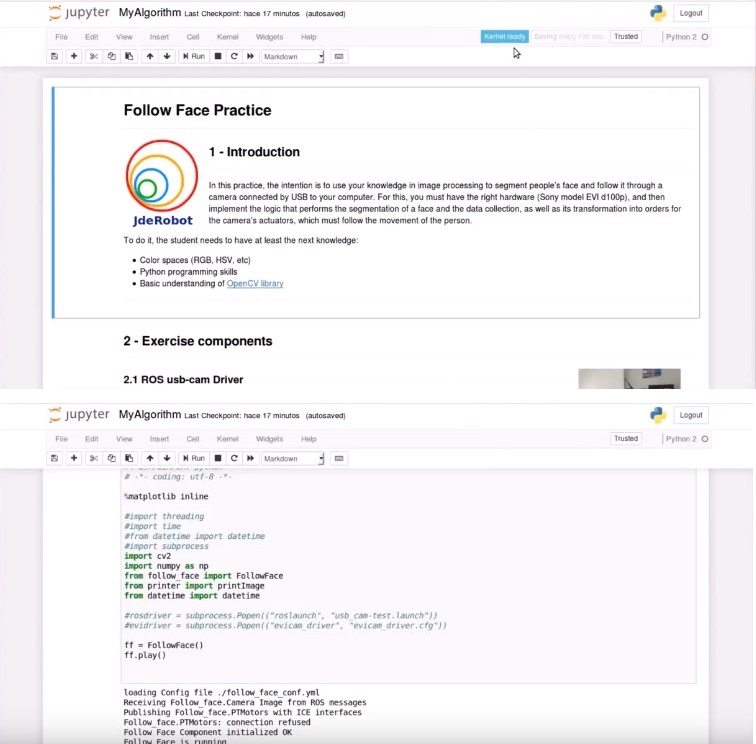 jupyter MyAlgorithm Last Checkpoint: hace 17 minutos (autosaved)
Logout
File Edit View Insert Cell Kernel Widgets Help
Kernel ready
Trusted
Python 2
Run
Markdown
Follow Face Practice
1 - Introduction
In this practice, the intention is to use your knowledge in image processing to segment people's face and follow it through a
camera connected by USB to your computer. For this, you must have the right hardware (Sony model EVI d100p), and then
implement the logic that performs the segmentation of a face and the data collection, as well as its transformation into orders for
the camera's actuators, which must follow the movement of the person.
JdeRobot
To do it, the student needs to have at least the next knowledge:
Color spaces (RGB, HSV, etc)
Python programming skills
Basic understanding of OpenCV library
2 - Exercise components
2.1 ROS usb-cam Driver
jupyter MyAlgorithm Last Checkpoint: hace 17 minutos (autosaved)
Logout
File Edit View Insert Cell Kernel Widgets Help
Trusted
Python 2
Run
Markdown
# -*- coding: utf-8 -*-
%matplotlib inline
#import threading
#import time
#from datetime import datetime
#import subprocess
import cv2
import numpy as np
from follow_face import FollowFace
from printer import printImage
from datetime import datetime
#rosdriver = subprocess.Popen(("roslaunch", "usb_cam-test.launch"))
#evidriver = subprocess.Popen(("evicam_driver", "evicam_driver.cfg"))
ff = FollowFace()
ff.play()
loading Config file ./follow_face_conf.yml
Receiving Follow_face.Camera Image from ROS messages
Publishing Follow_face.PTMotors with ICE interfaces
Follow_face.PTMotors: connection refused
Follow Face Component initialized OK
Follow Face is running